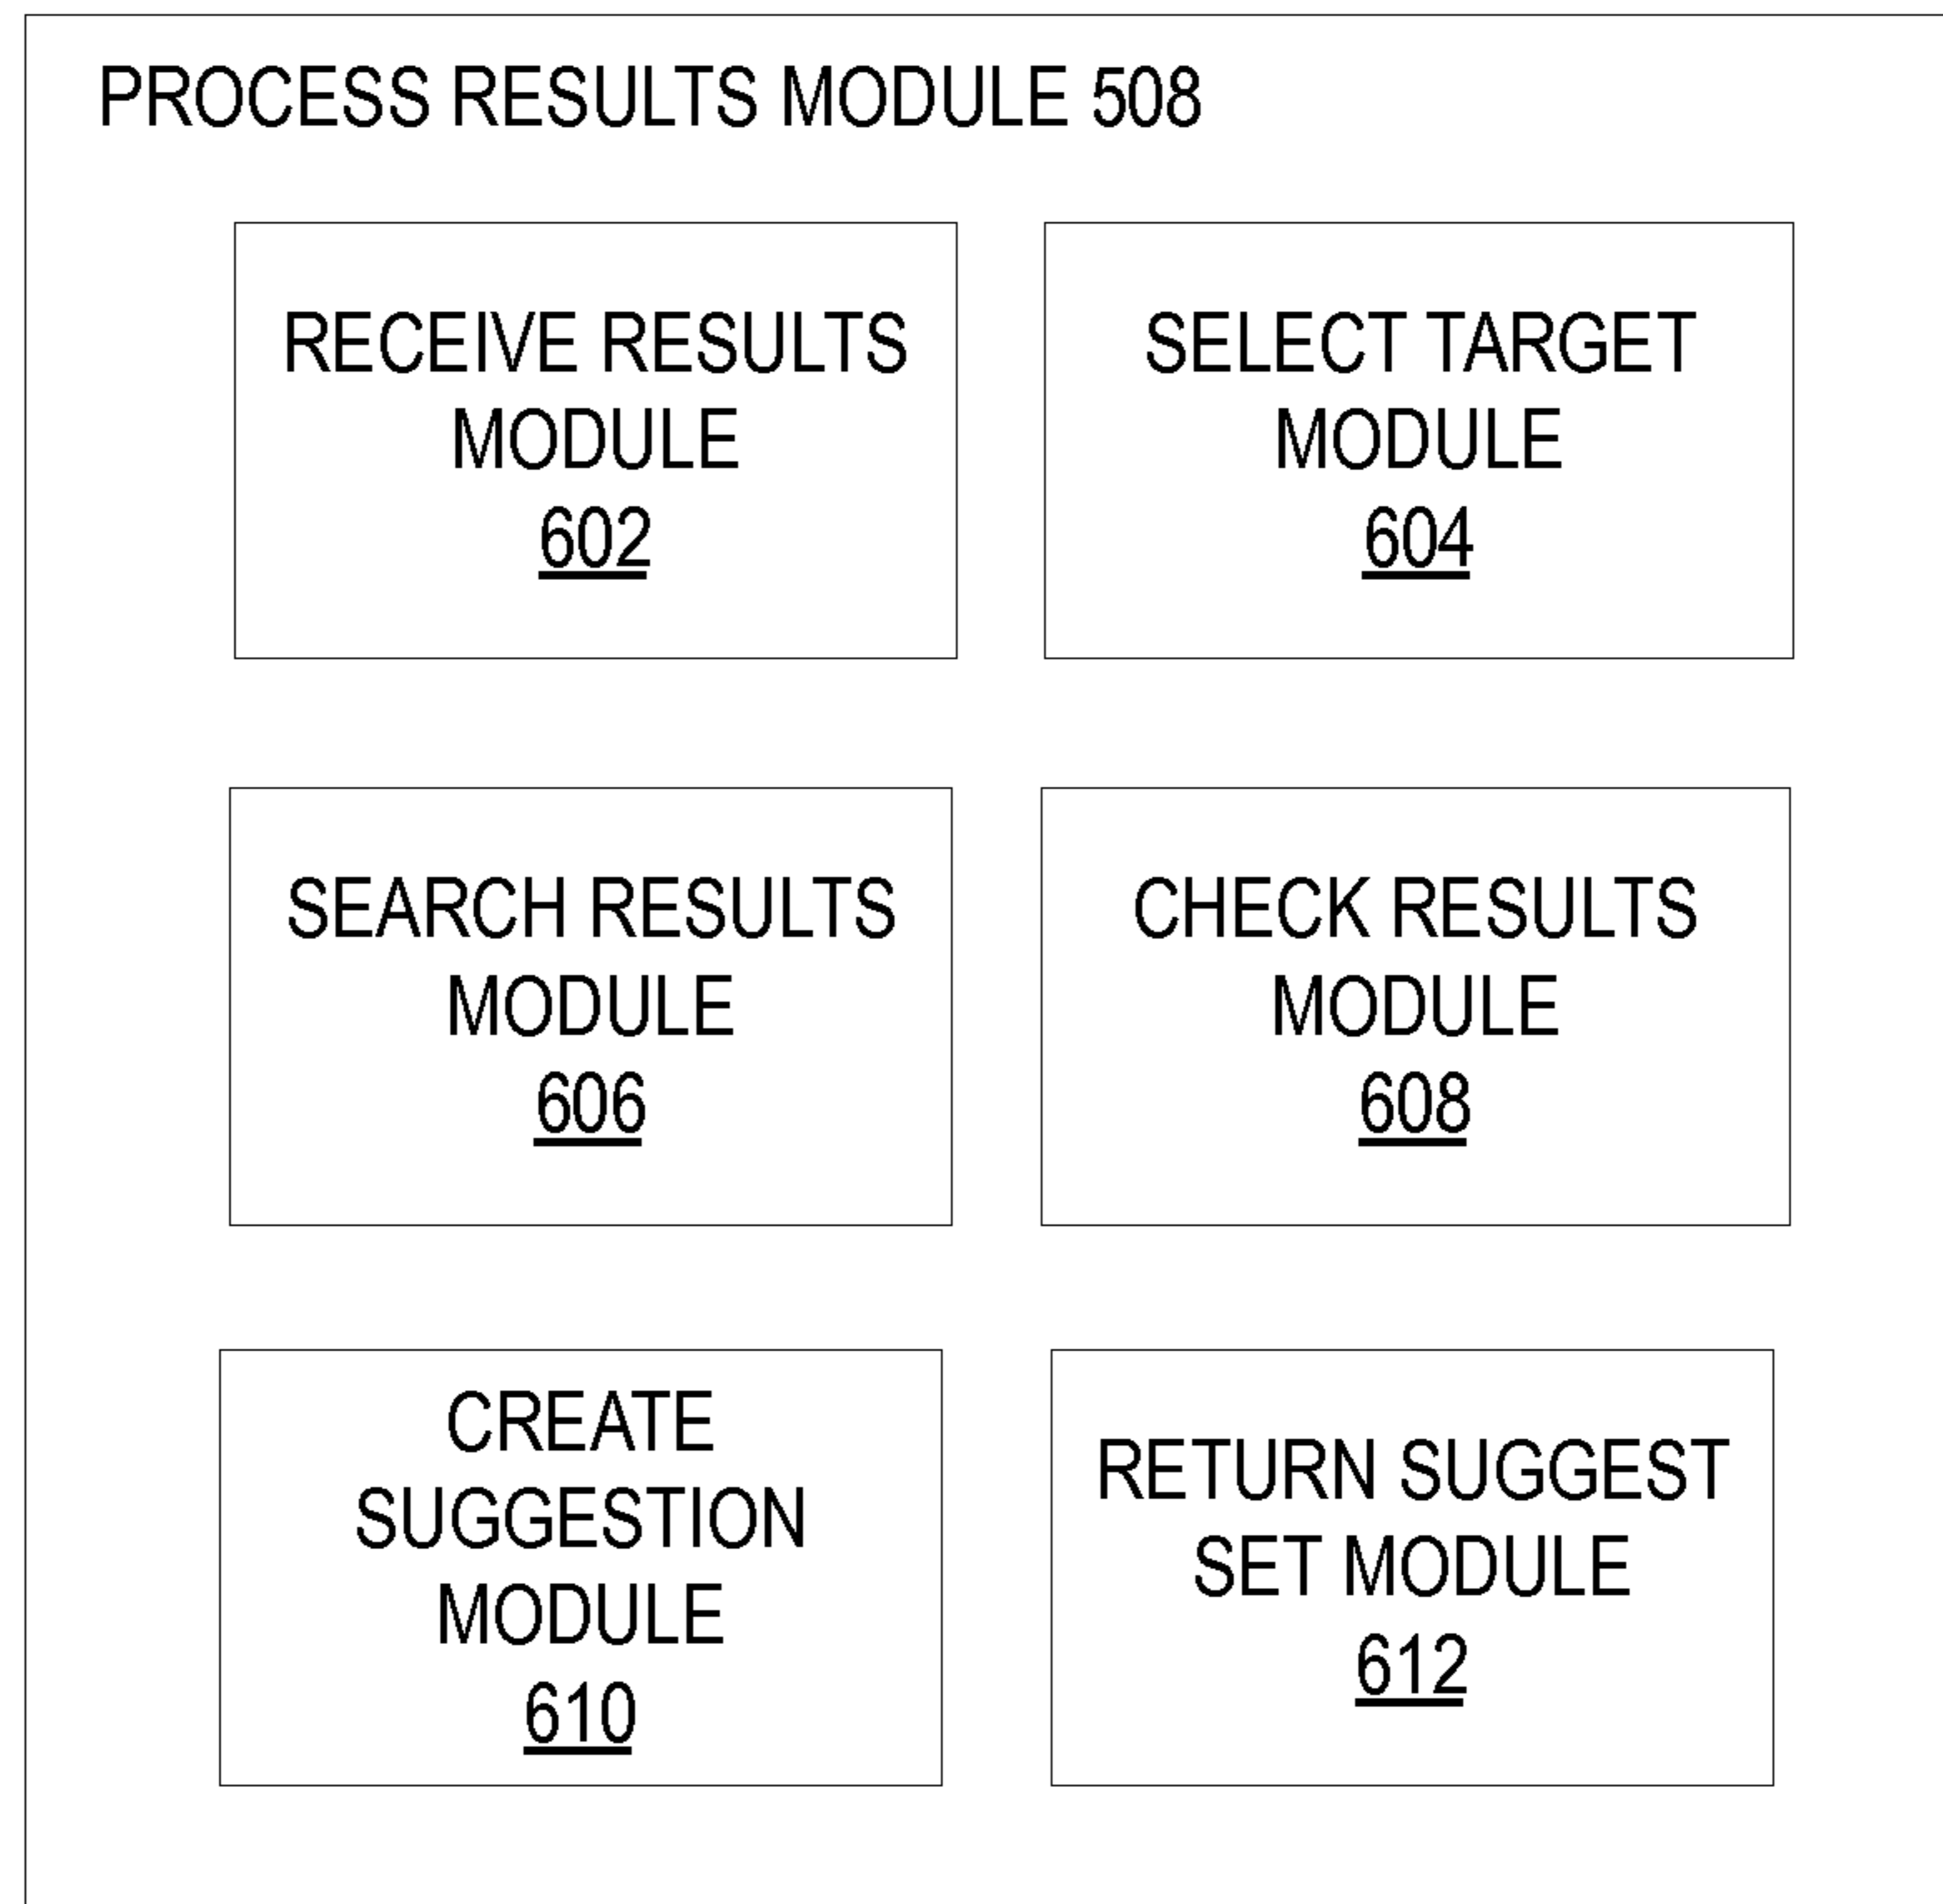 PROCESS RESULTS MODULE 508
RECEIVE RESULTS
MODULE
602
SELECT TARGET
MODULE
604
SEARCH RESULTS
MODULE
606
CHECK RESULTS
MODULE
608
CREATE
SUGGESTION
MODULE
610
RETURN SUGGEST
SET MODULE
612